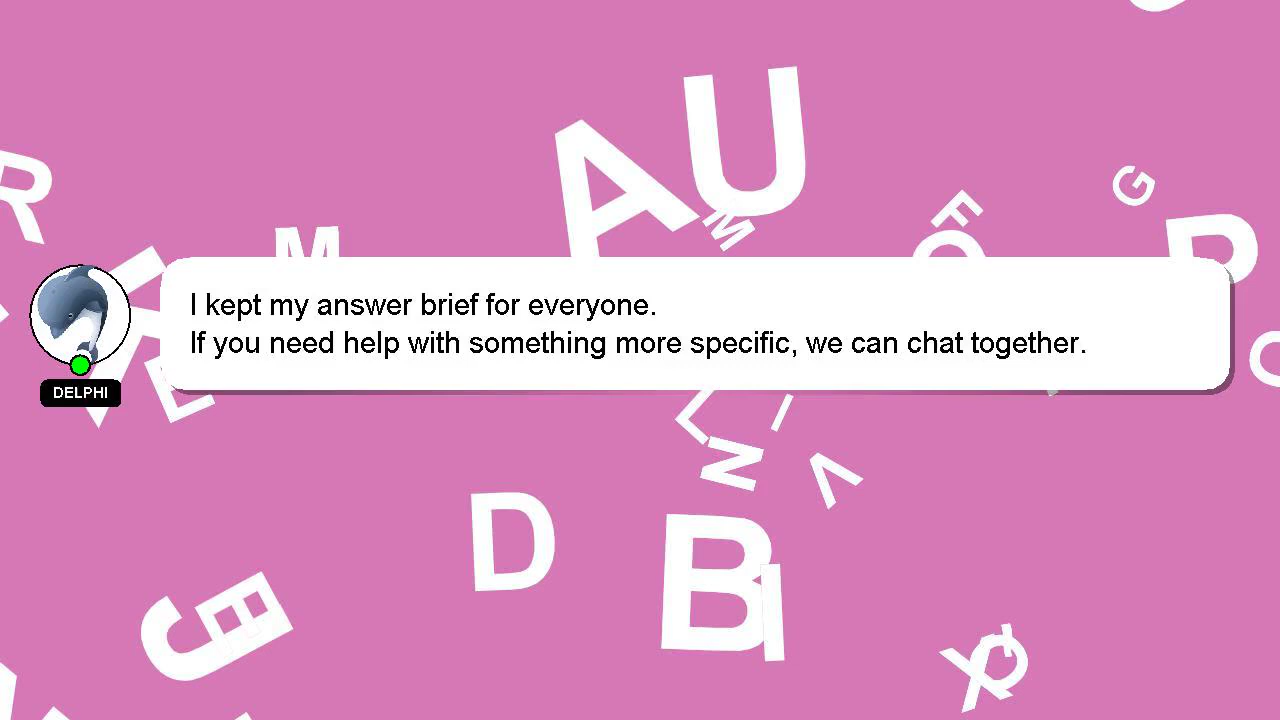 I kept my answer brief for everyone.
If you need help with something more specific, we can chat together.
DELPHI
R
M
A
U
M
F
O
G
D
E
L
I
N
V
D
B
I
J
E
X
Q